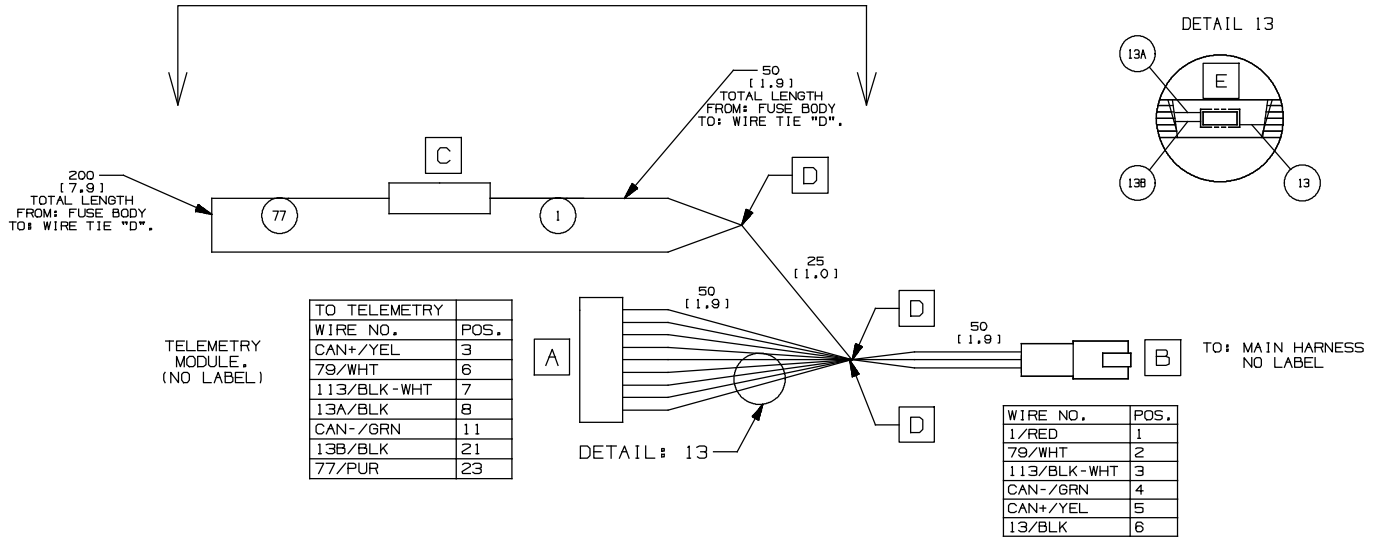 DETAIL 13
13A
E
13B
13
50
[1.9]
TOTAL LENGTH
FROM: FUSE BODY
TO: WIRE TIE "D".
C
D
200
[7.9]
TOTAL LENGTH
FROM: FUSE BODY
TO: WIRE TIE "D".
77
1
25
[1.0]
50
[1.9]
D
50
[1.9]
TELEMETRY
MODULE.
(NO LABEL)
TO TELEMETRY
WIRE NO. POS.
CAN+/YEL 3
79/WHT 6
113/BLK-WHT 7
13A/BLK 8
CAN-/GRN 11
13B/BLK 21
77/PUR 23
A
B
TO: MAIN HARNESS
NO LABEL
D
DETAIL: 13
WIRE NO. POS.
1/RED 1
79/WHT 2
113/BLK-WHT 3
CAN-/GRN 4
CAN+/YEL 5
13/BLK 6